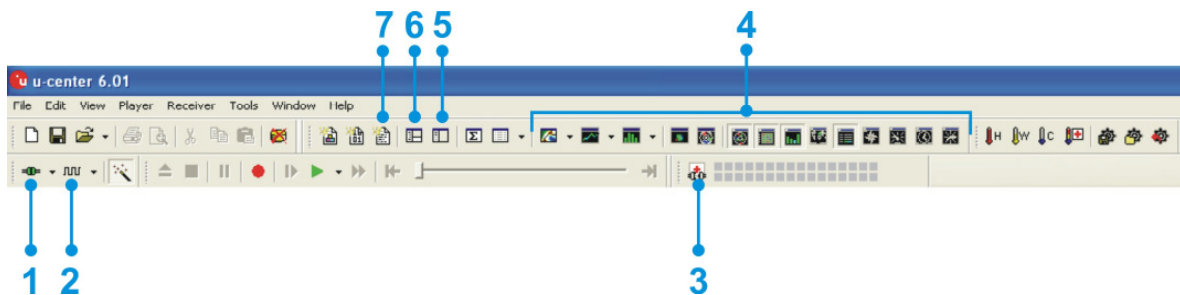 7 6 5 4
u-center 6.01
File Edit View Player Receiver Tools Window Help
H W C
1 2 3